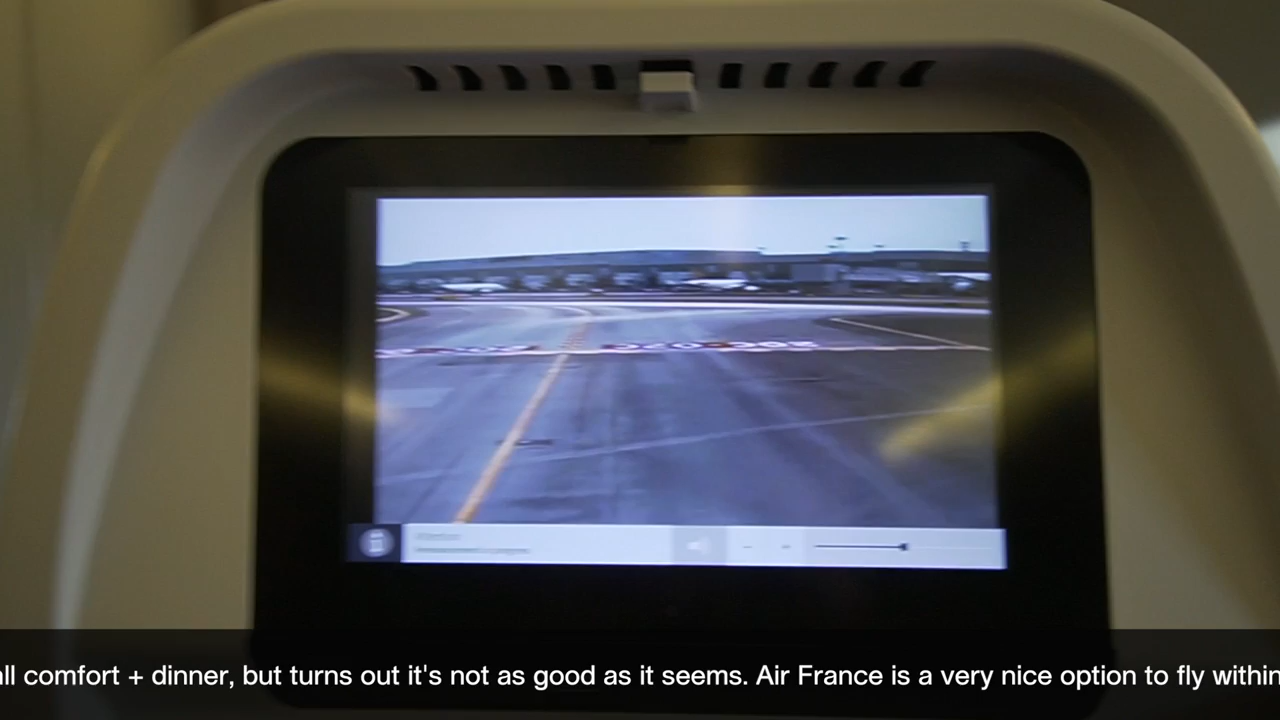 ll comfort + dinner, but turns out it's not as good as it seems. Air France is a very nice option to fly within